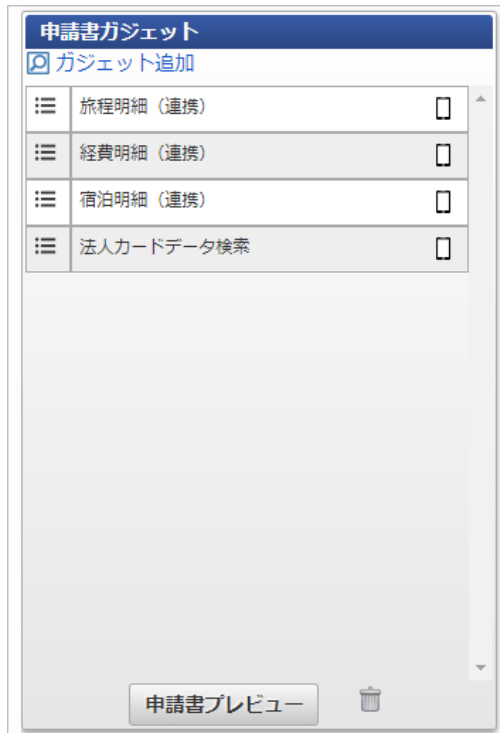 申請書ガジェット
ガジェット追加
旅程明細（連携）
経費明細（連携）
宿泊明細（連携）
法人カードデータ検索
申請書プレビュー